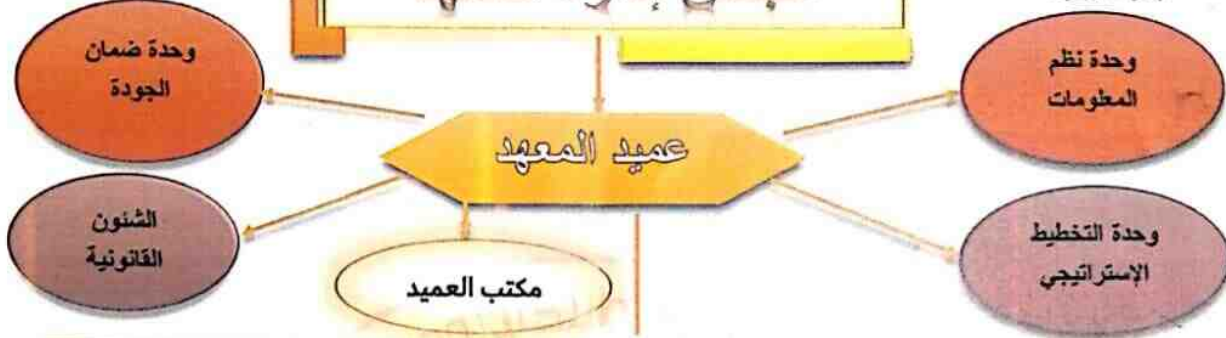 وحدة ضمان
الجودة
وحدة نظم
المعلومات
عميد المعهد
الشئون
القانونية
وحدة التخطيط
الإستراتيجي
مكتب العميد